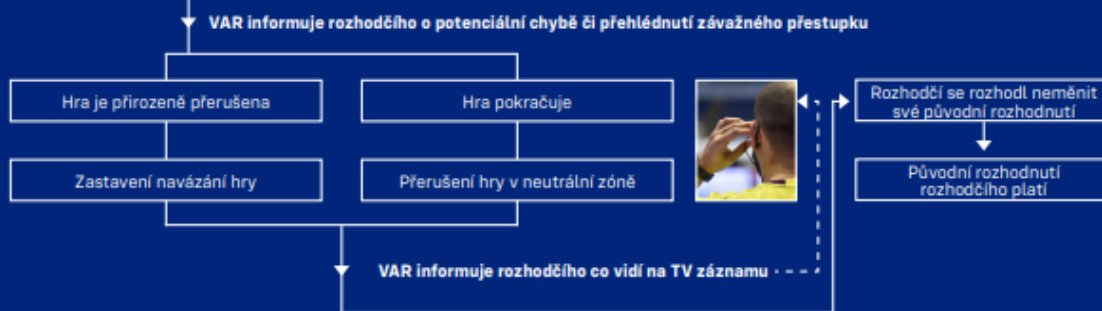 VAR informuje rozhodčího o potenciální chybě či přehlédnutí závažného přestupku
Hra je přirozeně přerušena
Hra pokračuje
Rozhodčí se rozhodl neměnit
své původní rozhodnutí
Zastavení navázání hry
Přerušení hry v neutrální zóně
Původní rozhodnutí
rozhodčího platí
VAR informuje rozhodčího co vidí na TV záznamu